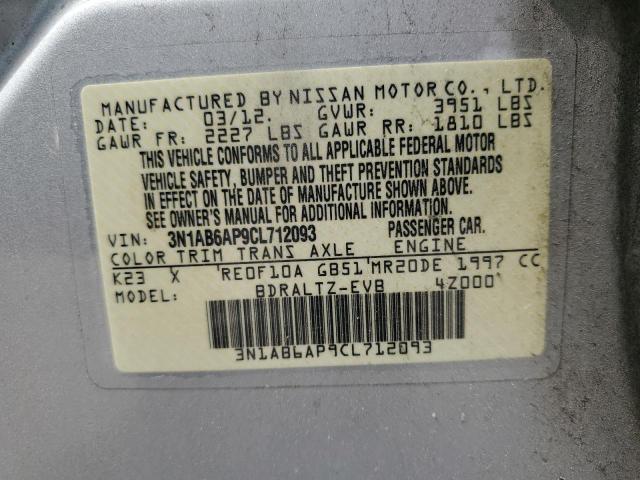 MANUFACTURED BY NISSAN MOTOR CO., LTD.
DATE: 03/12. GVWR: 3951 LBS
GAWR FR: 2227 LBS GAWR RR: 1810 LBS
THIS VEHICLE CONFORMS TO ALL APPLICABLE FEDERAL MOTOR
VEHICLE SAFETY, BUMPER AND THEFT PREVENTION STANDARDS
IN EFFECT ON THE DATE OF MANUFACTURE SHOWN ABOVE.
SEE OWNER'S MANUAL FOR ADDITIONAL INFORMATION.
VIN: 3N1AB6AP9CL712093 PASSENGER CAR.
COLOR TRIM TRANS AXLE ENGINE
K23 X RE0F10A GB51 MR20DE 1997 CC
MODEL: BDRALTZ-EVB 4Z000
3N1AB6AP9CL712093